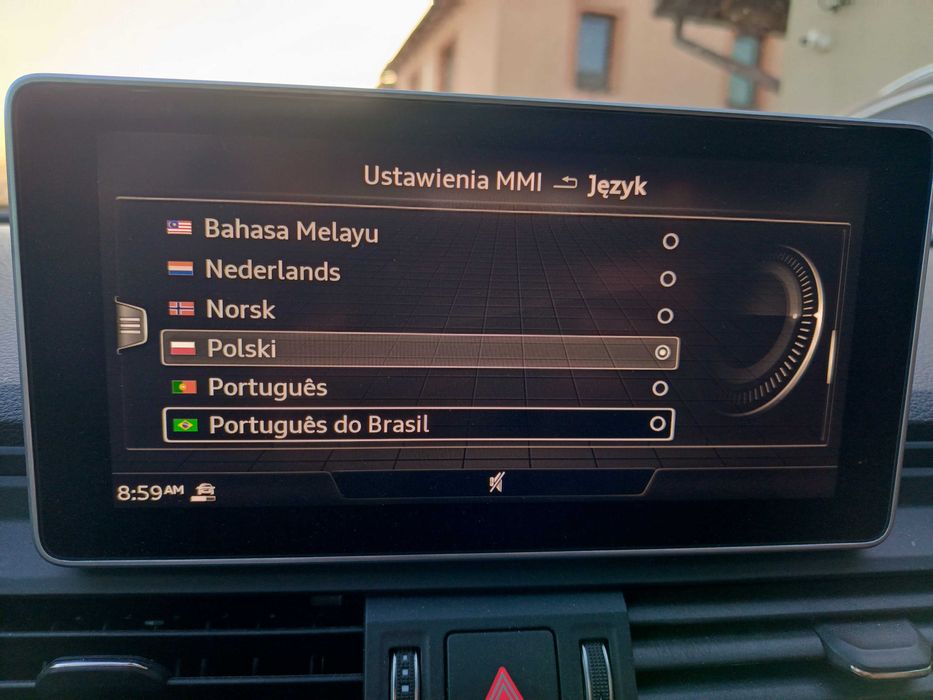 Ustawienia MMI Język
Bahasa Melayu
Nederlands
Norsk
Polski
Português
Português do Brasil
8:59AM